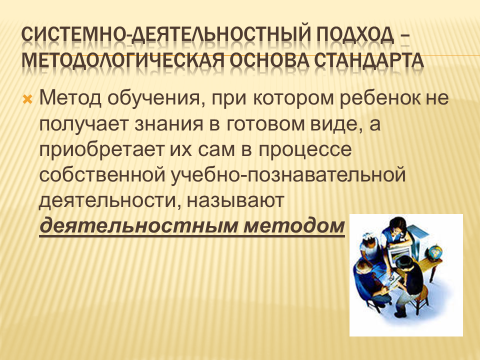 СИСТЕМНО-ДЕЯТЕЛЬНОСТНЫЙ ПОДХОД –
МЕТОДОЛОГИЧЕСКАЯ ОСНОВА СТАНДАРТА
Метод обучения, при котором ребенок не
получает знания в готовом виде, а
приобретает их сам в процессе
собственной учебно-познавательной
деятельности, называют
деятельностным методом